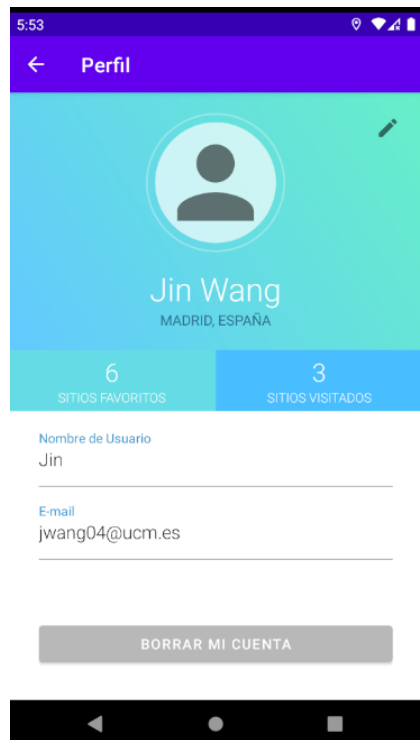 5:53
Perfil
Jin Wang
MADRID, ESPAÑA
6
SITIOS FAVORITOS
3
SITIOS VISITADOS
Nombre de Usuario
Jin
E-mail
jwang04@ucm.es
BORRAR MI CUENTA